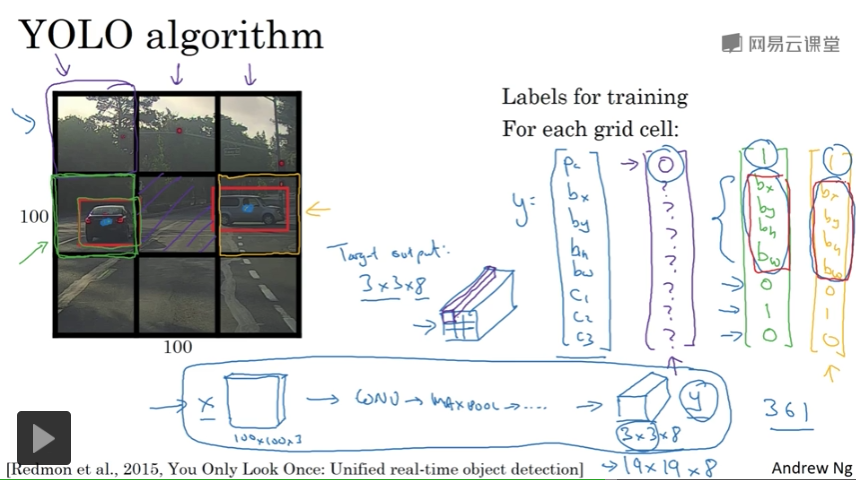 YOLO algorithm
网易云课堂
Labels for training
For each grid cell:
y=
Pc
bx
by
bh
bw
C1
C2
C3
0
?
?
?
?
?
?
?
1
bx
by
bh
bw
0
1
0
1
bx
by
bh
bw
0
1
0
100
100
Target output:
3×3×8
x
100×100×3
→ CONV → MAXPOOL → .... →
3×3×8
y
361
→ 19×19×8
[Redmon et al., 2015, You Only Look Once: Unified real-time object detection]
Andrew Ng